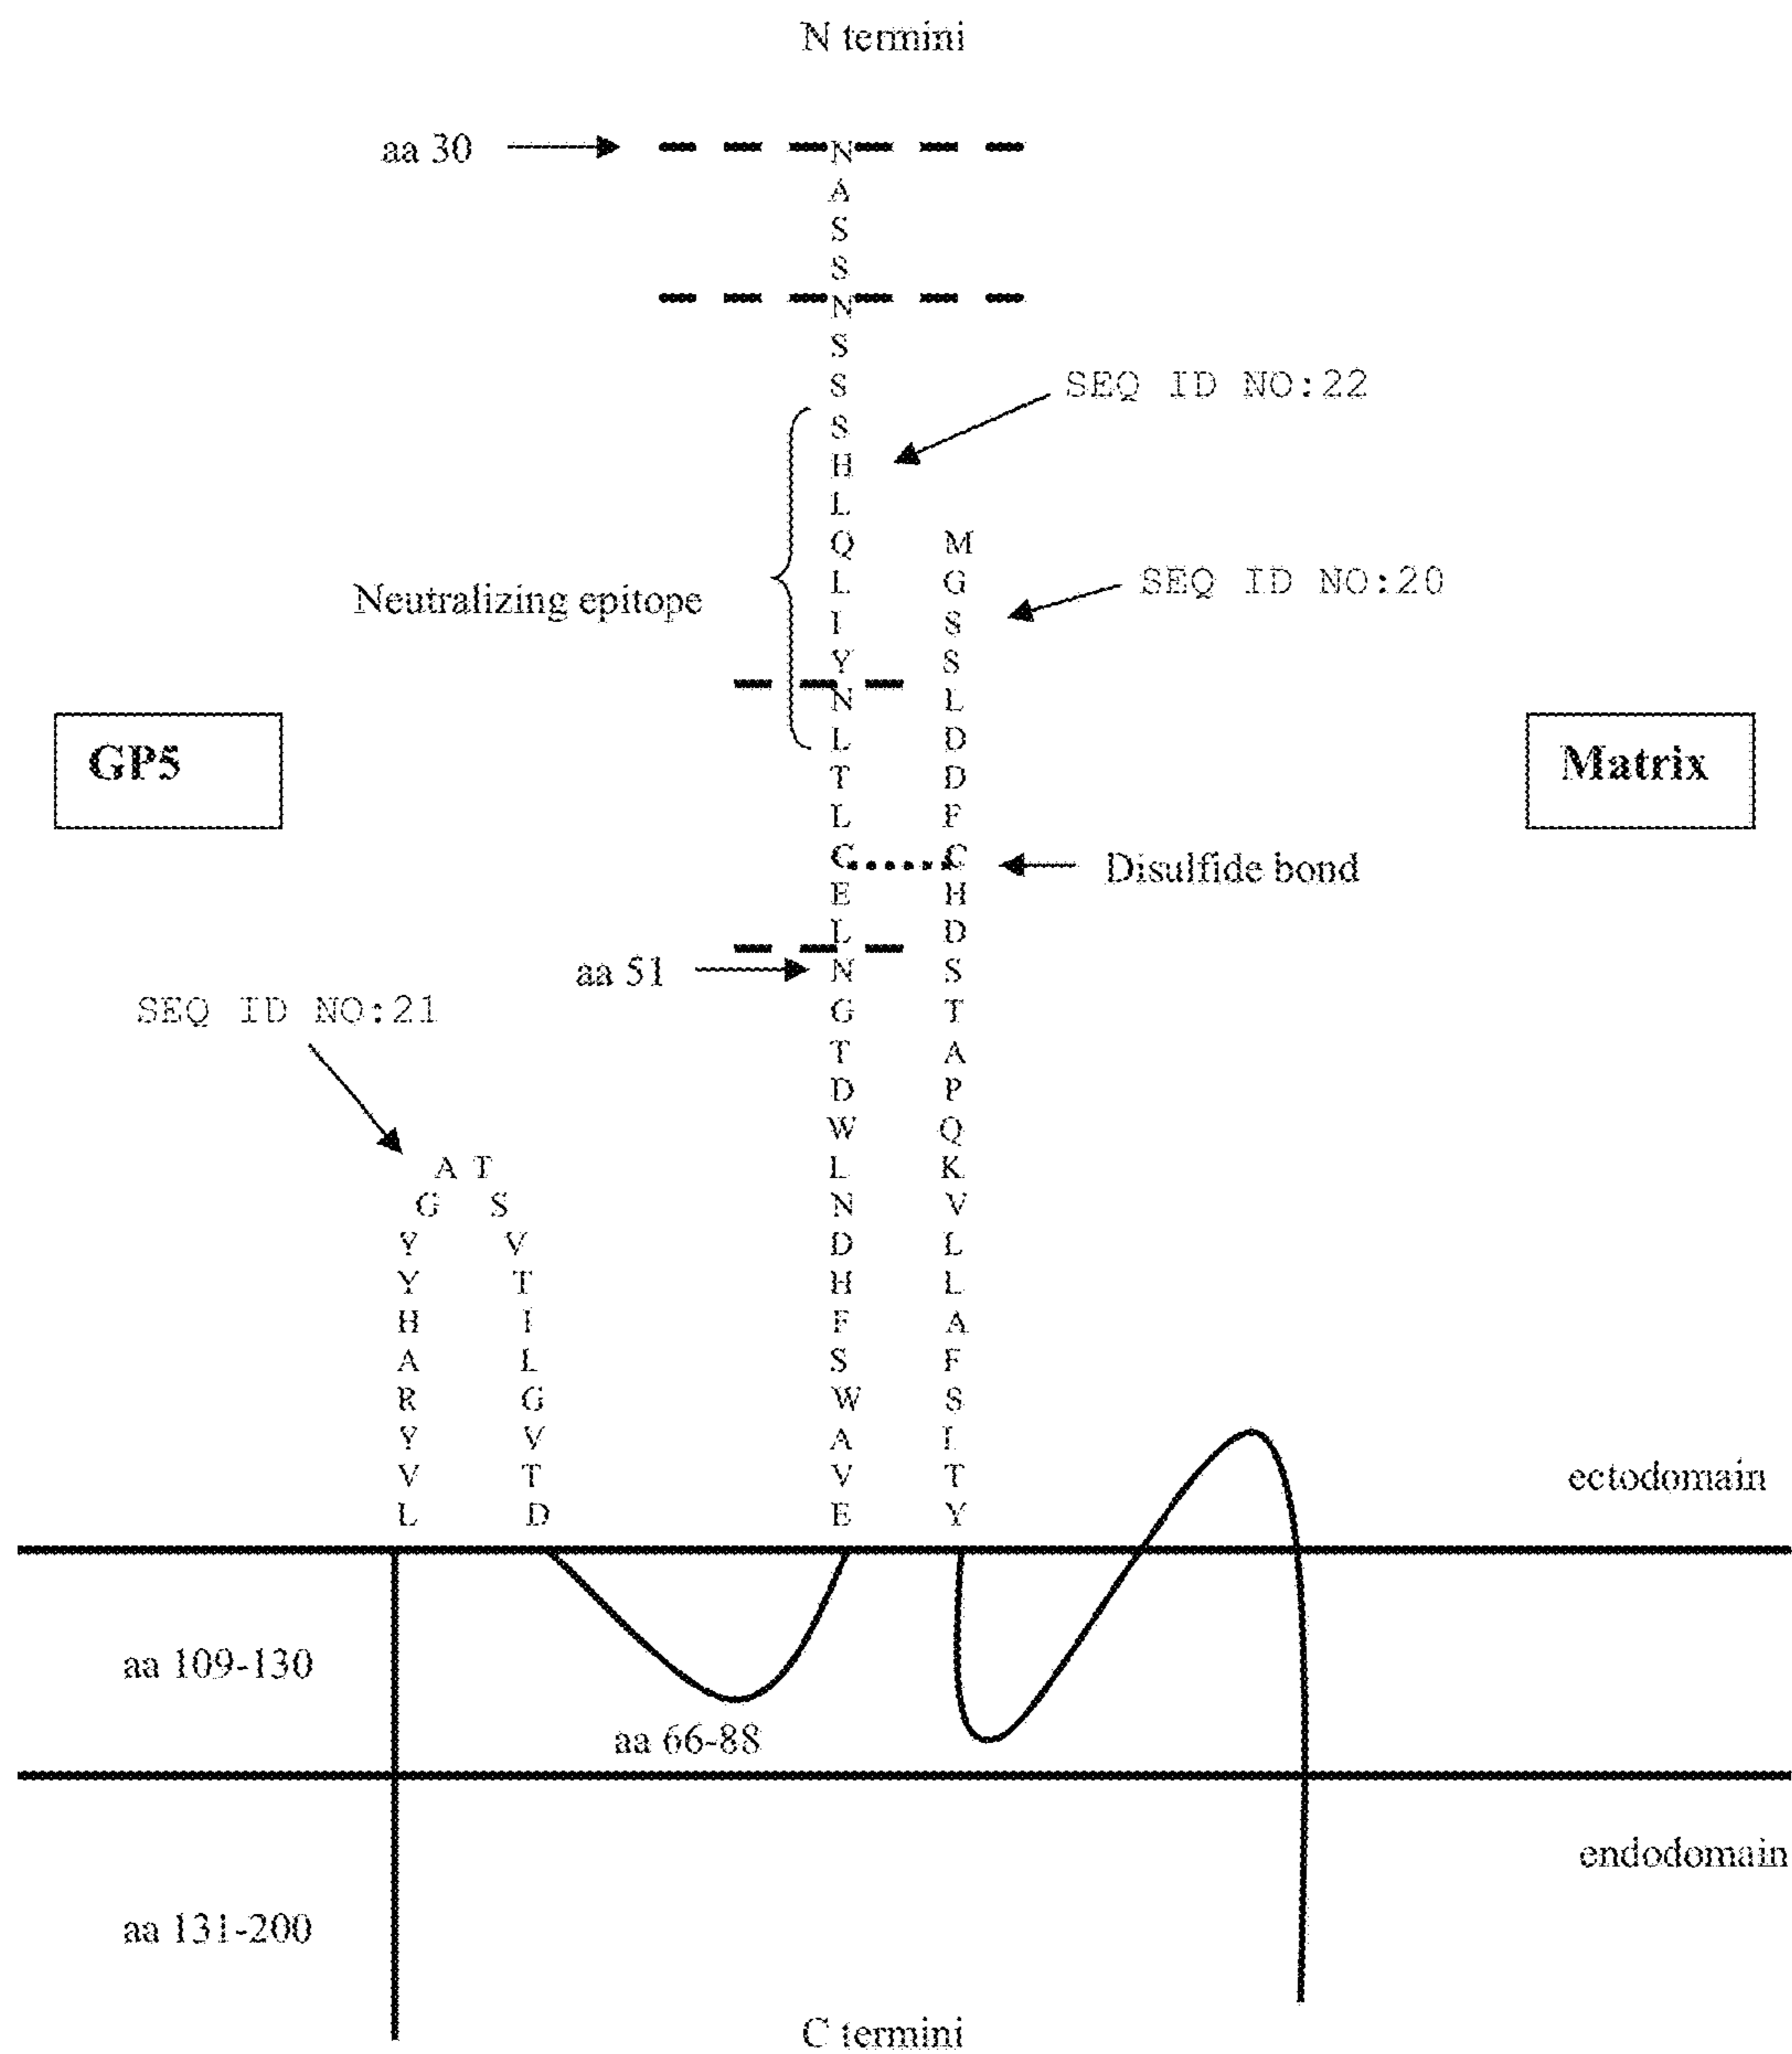 N termini
aa 30
N A S S N S S S H L Q L I Y N L T L C E L N G T D W L N D H F S W A V E
SEQ ID NO:22
M G S S L D D F C H D S T A P Q K V L L A F S L T Y
SEQ ID NO:20
Neutralizing epitope
GP5
Matrix
Disulfide bond
aa 51
SEQ ID NO:21
L V Y R A H Y Y G A T S V T I L G V T D
ectodomain
aa 109-130
aa 66-88
endodomain
aa 131-200
C termini